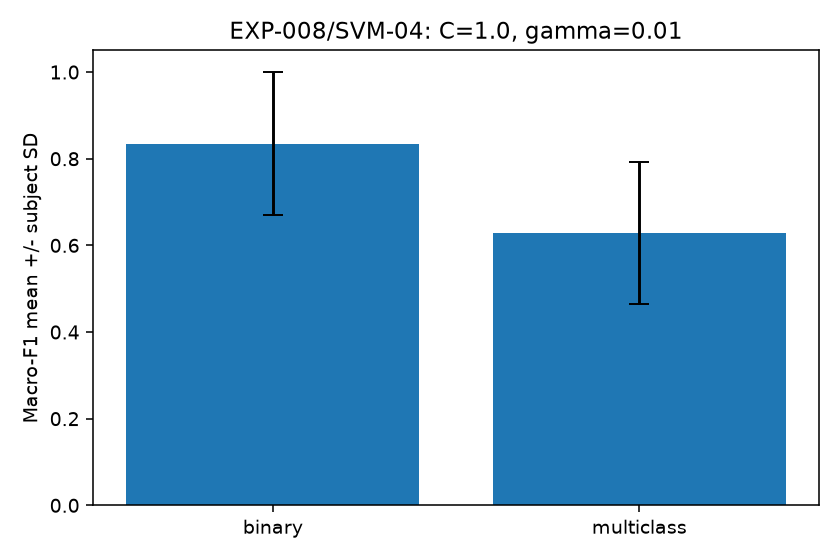 EXP-008/SVM-04: C=1.0, gamma=0.01
Macro-F1 mean +/- subject SD
1.0
0.8
0.6
0.4
0.2
0.0
binary
multiclass